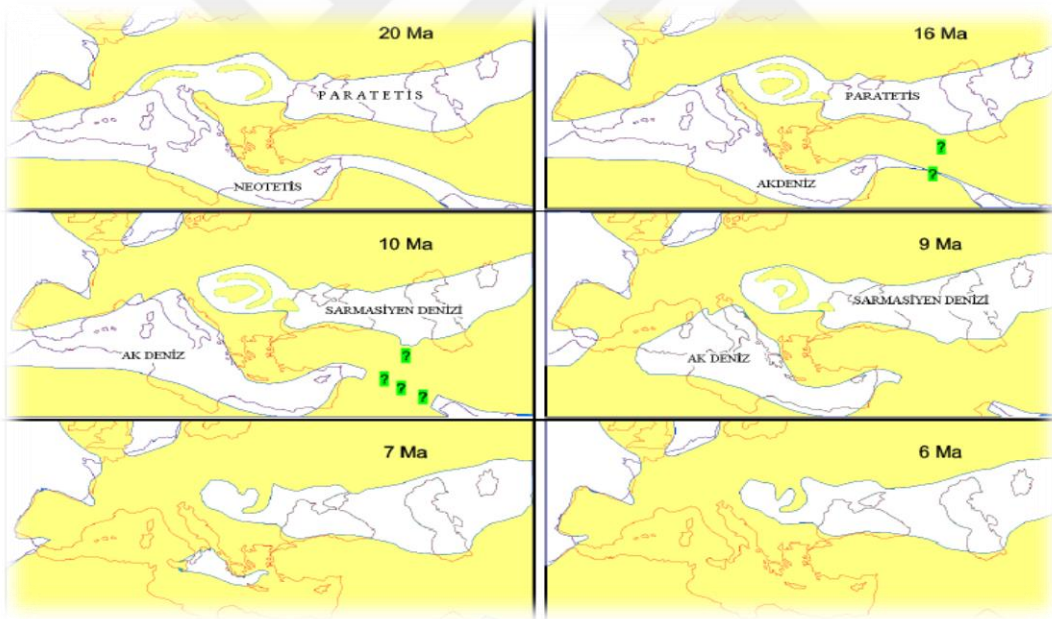 20 Ma
PARATETİS
NEOTETİS
16 Ma
PARATETİS
?
?
AKDENİZ
10 Ma
SARMASİYEN DENİZİ
AK DENİZ
?
?
?
?
9 Ma
SARMASİYEN DENİZİ
AK DENİZ
7 Ma
6 Ma